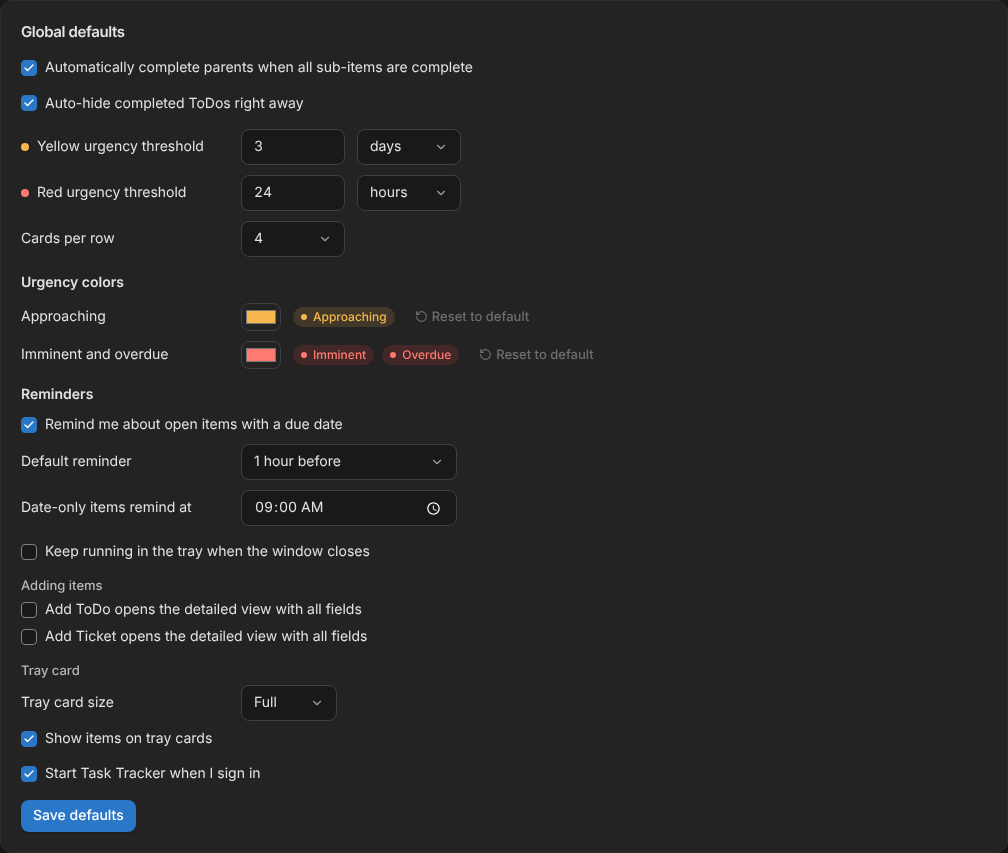 Global defaults
Automatically complete parents when all sub-items are complete
Auto-hide completed ToDos right away
Yellow urgency threshold 3 days
Red urgency threshold 24 hours
Cards per row 4
Urgency colors
Approaching Approaching Reset to default
Imminent and overdue Imminent Overdue Reset to default
Reminders
Remind me about open items with a due date
Default reminder 1 hour before
Date-only items remind at 09:00 AM
Keep running in the tray when the window closes
Adding items
Add ToDo opens the detailed view with all fields
Add Ticket opens the detailed view with all fields
Tray card
Tray card size Full
Show items on tray cards
Start Task Tracker when I sign in
Save defaults